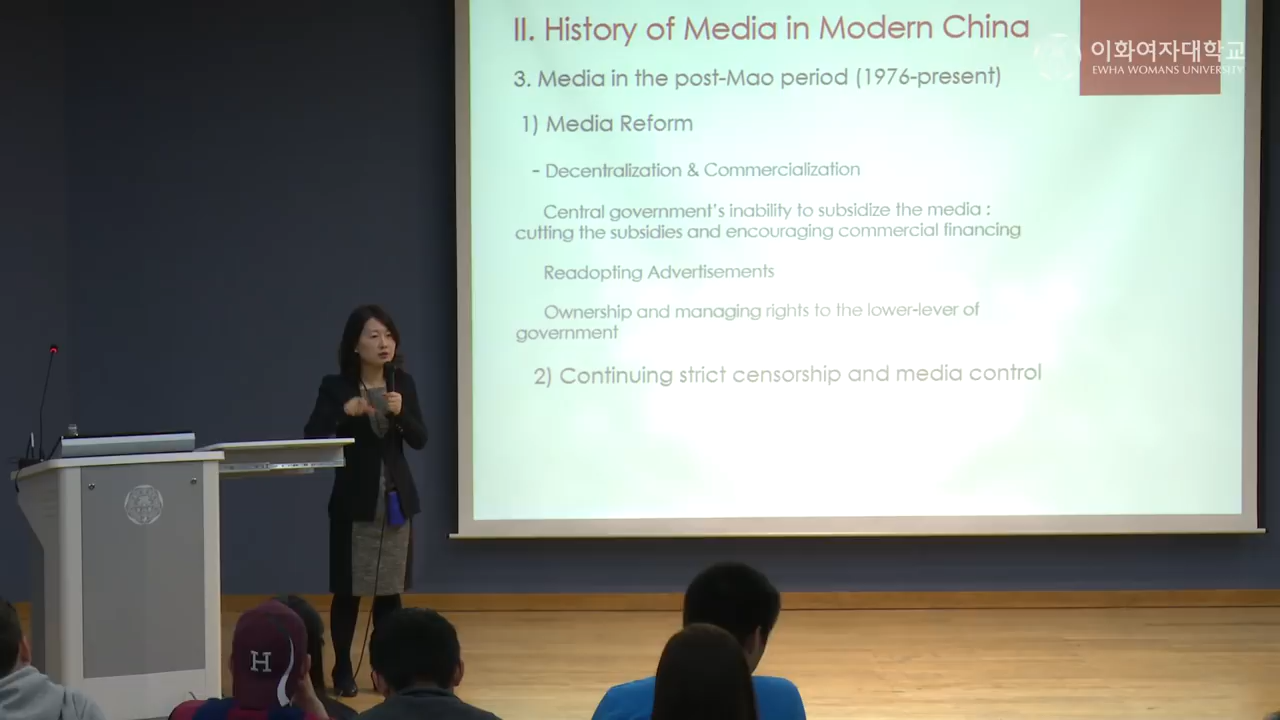 II. History of Media in Modern China
이화여자대학교
EWHA WOMANS UNIVERSITY
3. Media in the post-Mao period (1976-present)
1) Media Reform
- Decentralization & Commercialization
Central government's inability to subsidize the media :
cutting the subsidies and encouraging commercial financing
Readopting Advertisements
Ownership and managing rights to the lower-lever of
government
2) Continuing strict censorship and media control
H